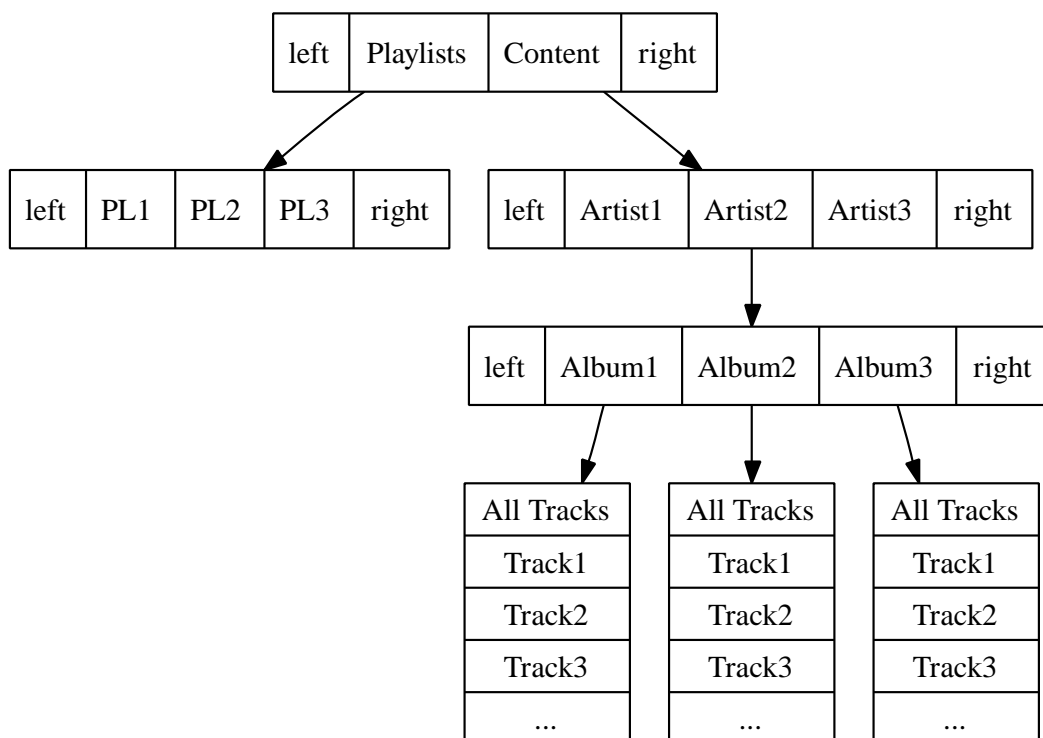 left Playlists Content right
left PL1 PL2 PL3 right
left Artist1 Artist2 Artist3 right
left Album1 Album2 Album3 right
All Tracks All Tracks All Tracks
Track1 Track1 Track1
Track2 Track2 Track2
Track3 Track3 Track3
... ... ...